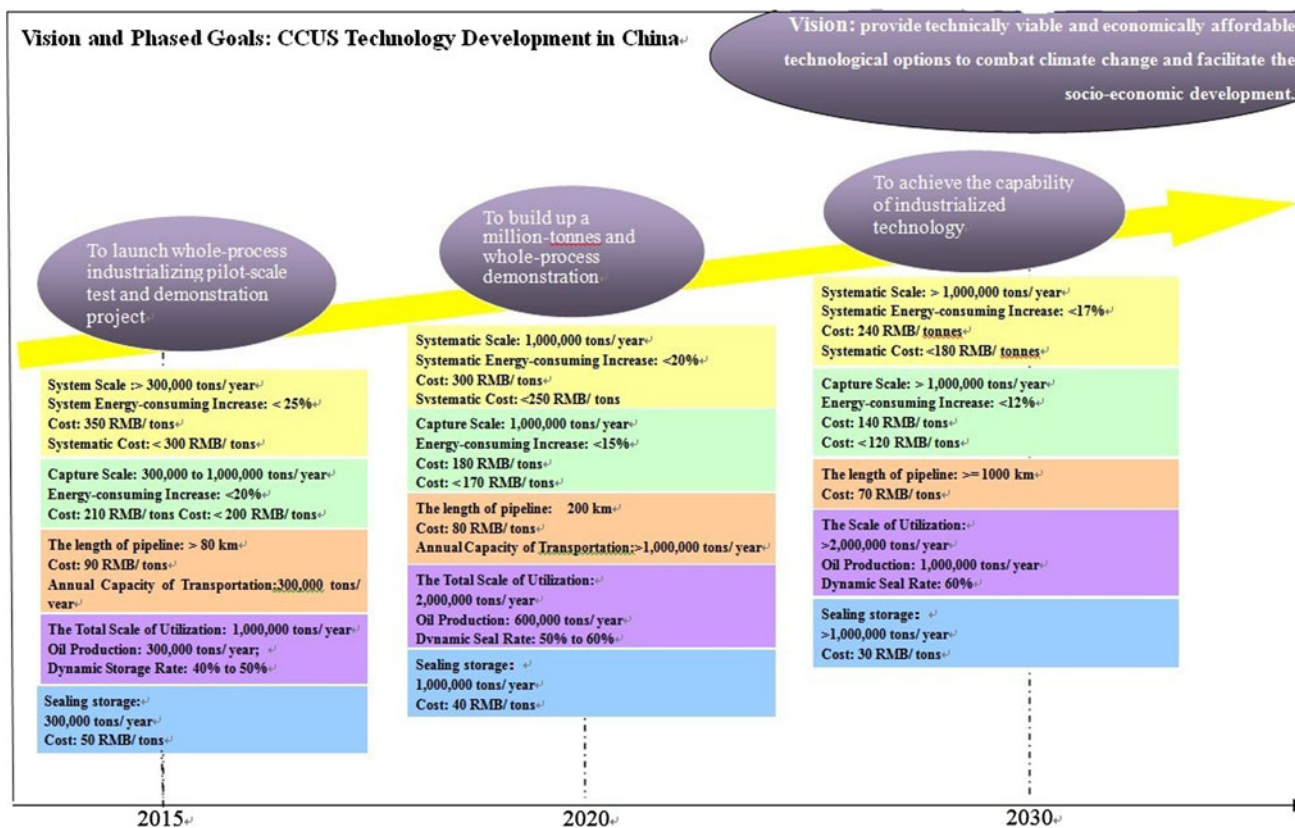 Vision and Phased Goals: CCUS Technology Development in China
Vision: provide technically viable and economically affordable
technological options to combat climate change and facilitate the
socio-economic development.
To launch whole-process
industrializing pilot-scale
test and demonstration
project
To build up a
million-tonnes and
whole-process
demonstration
To achieve the capability
of industrialized
technology
System Scale :> 300,000 tons/ year
System Energy-consuming Increase: < 25%
Cost: 350 RMB/ tons
Systematic Cost: < 300 RMB/ tons
Capture Scale: 300,000 to 1,000,000 tons/ year
Energy-consuming Increase: <20%
Cost: 210 RMB/ tons Cost: < 200 RMB/ tons
The length of pipeline: > 80 km
Cost: 90 RMB/ tons
Annual Capacity of Transportation:300,000 tons/
year
The Total Scale of Utilization: 1,000,000 tons/ year
Oil Production: 300,000 tons/year;
Dynamic Storage Rate: 40% to 50%
Sealing storage:
300,000 tons/ year
Cost: 50 RMB/ tons
Systematic Scale: 1,000,000 tons/ year
Systematic Energy-consuming Increase: <20%
Cost: 300 RMB/ tons
Systematic Cost: <250 RMB/ tons
Capture Scale: 1,000,000 tons/ year
Energy-consuming Increase: <15%
Cost: 180 RMB/ tons
Cost: < 170 RMB/ tons
The length of pipeline: 200 km
Cost: 80 RMB/ tons
Annual Capacity of Transportation:>1,000,000 tons/ year
The Total Scale of Utilization:
2,000,000 tons/ year
Oil Production: 600,000 tons/ year
Dynamic Seal Rate: 50% to 60%
Sealing storage:
1,000,000 tons/ year
Cost: 40 RMB/ tons
Systematic Scale: > 1,000,000 tons/ year
Systematic Energy-consuming Increase: <17%
Cost: 240 RMB/ tonnes
Systematic Cost: <180 RMB/ tonnes
Capture Scale: > 1,000,000 tons/ year
Energy-consuming Increase: <12%
Cost: 140 RMB/ tons
Cost: < 120 RMB/ tons
The length of pipeline: >= 1000 km
Cost: 70 RMB/ tons
The Scale of Utilization:
>2,000,000 tons/ year
Oil Production: 1,000,000 tons/ year
Dynamic Seal Rate: 60%
Sealing storage:
>1,000,000 tons/ year
Cost: 30 RMB/ tons
2015
2020
2030